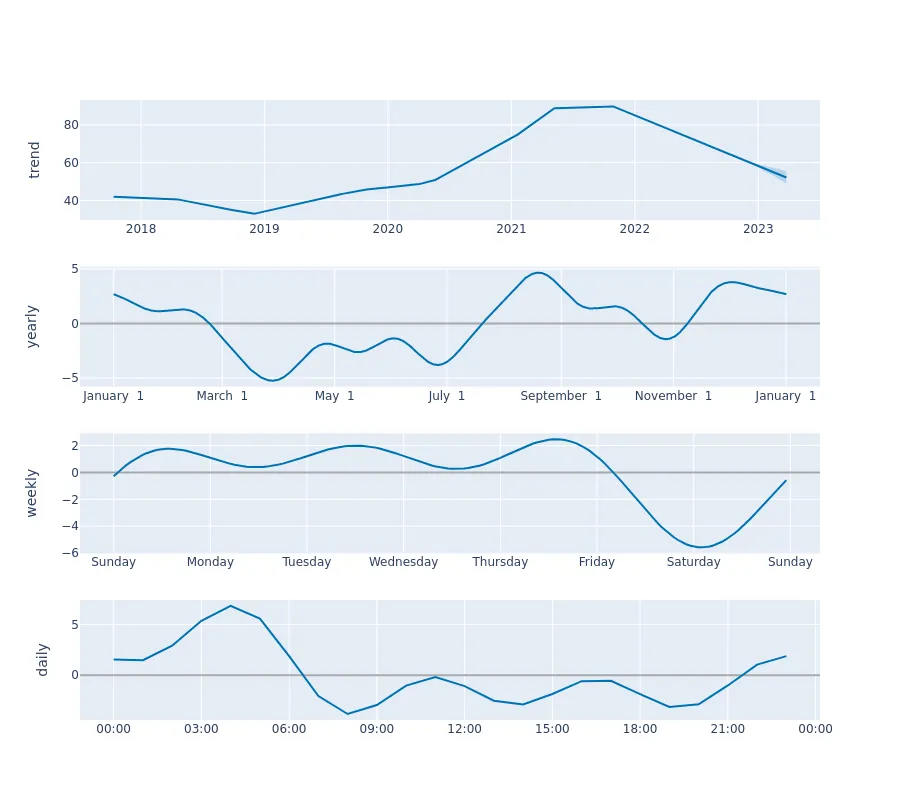 trend
80
60
40
2018 2019 2020 2021 2022 2023
yearly
5
0
−5
January 1 March 1 May 1 July 1 September 1 November 1 January 1
weekly
2
0
−2
−4
−6
Sunday Monday Tuesday Wednesday Thursday Friday Saturday Sunday
daily
5
0
00:00 03:00 06:00 09:00 12:00 15:00 18:00 21:00 00:00